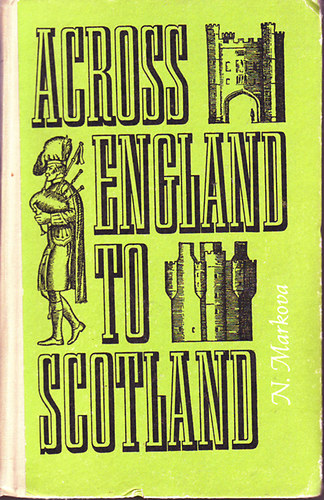 ACROSS
ENGLAND
TO
SCOTLAND
N. Markova